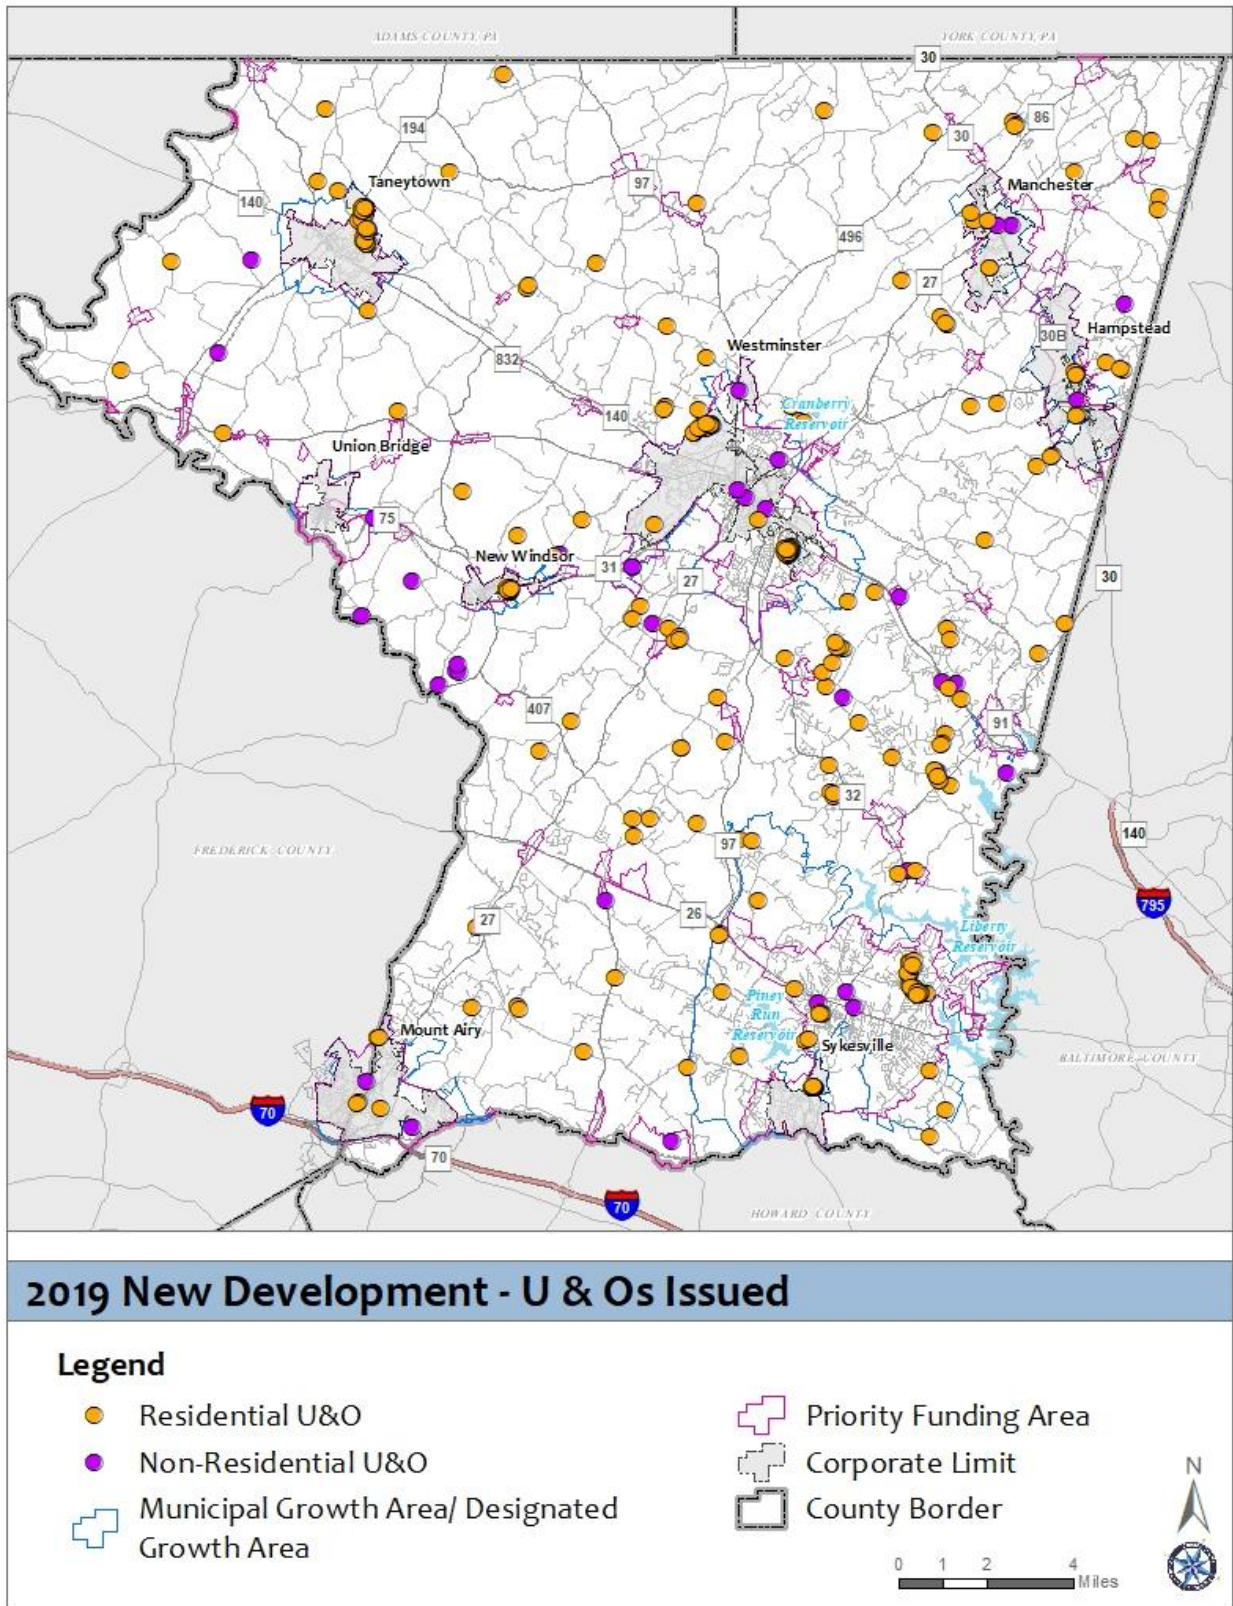 ADAMS COUNTY, PA
YORK COUNTY, PA
30
194
30
86
Taneytown
97
Manchester
140
496
27
Hampstead
30B
Westminster
832
140
Cranberry
Reservoir
Union Bridge
75
New Windsor
31
27
30
407
91
32
FREDERICK COUNTY
97
140
795
27
26
Liberty
Reservoir
Piney
Run
Reservoir
Mount Airy
Sykesville
BALTIMORE COUNTY
70
70
70
HOWARD COUNTY
2019 New Development - U & Os Issued
Legend
Residential U&O
Non-Residential U&O
Municipal Growth Area/ Designated
Growth Area
Priority Funding Area
Corporate Limit
County Border
N
0 1 2 4
Miles